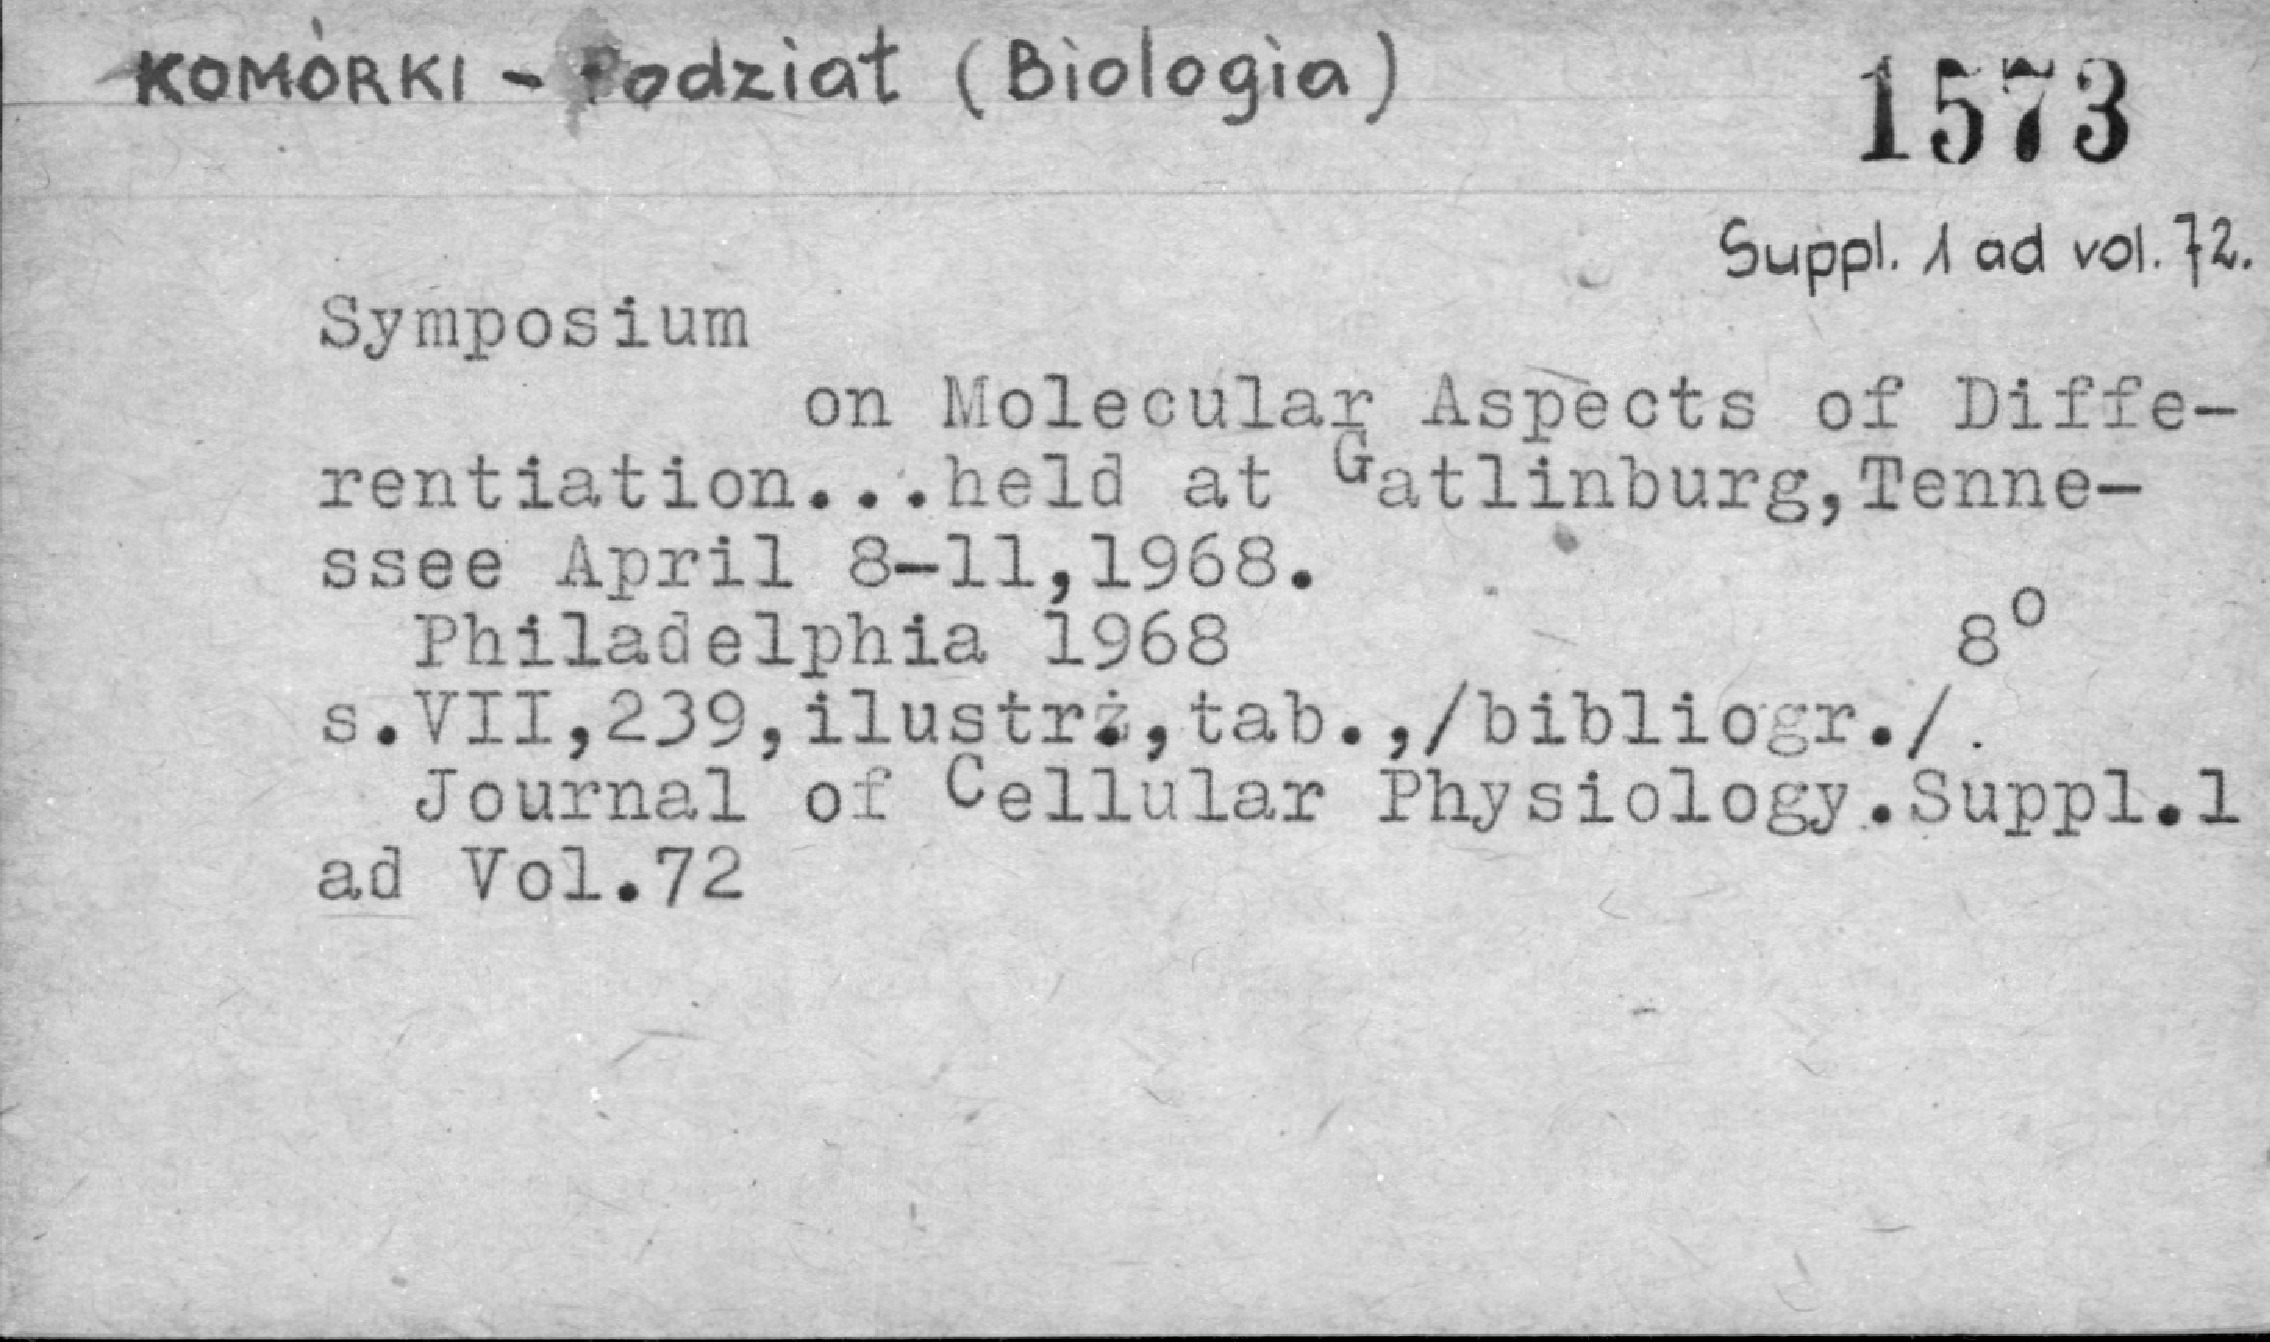 KOMÓRKI - Podział (Biologia)
1573
Suppl. 1 ad vol. 72.
Symposium
on Molecular Aspects of Diffe-
rentiation...held at Gatlinburg,Tenne-
ssee April 8-11,1968.
Philadelphia 1968 8°
s.VII,239,ilustr.,tab.,/bibliogr./.
Journal of Cellular Physiology.Suppl.1
ad Vol.72